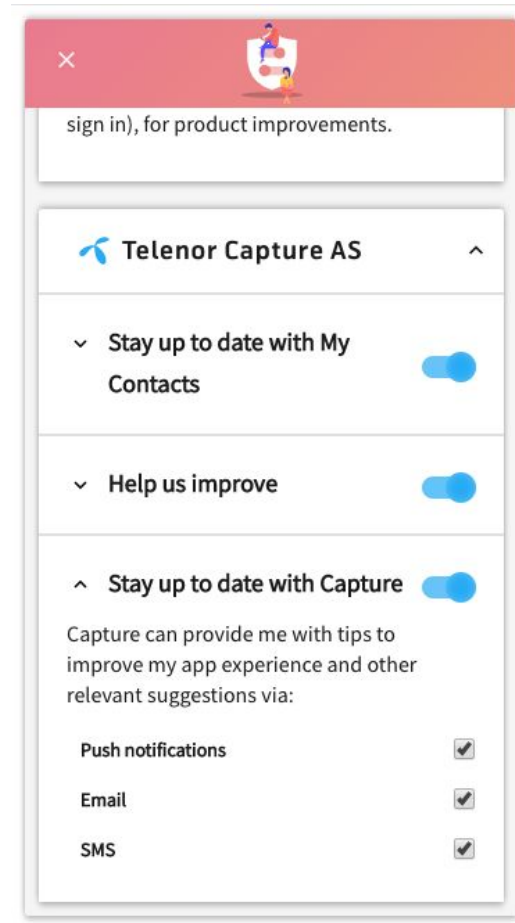 sign in), for product improvements.
Telenor Capture AS
Stay up to date with My
Contacts
Help us improve
Stay up to date with Capture
Capture can provide me with tips to
improve my app experience and other
relevant suggestions via:
Push notifications
Email
SMS